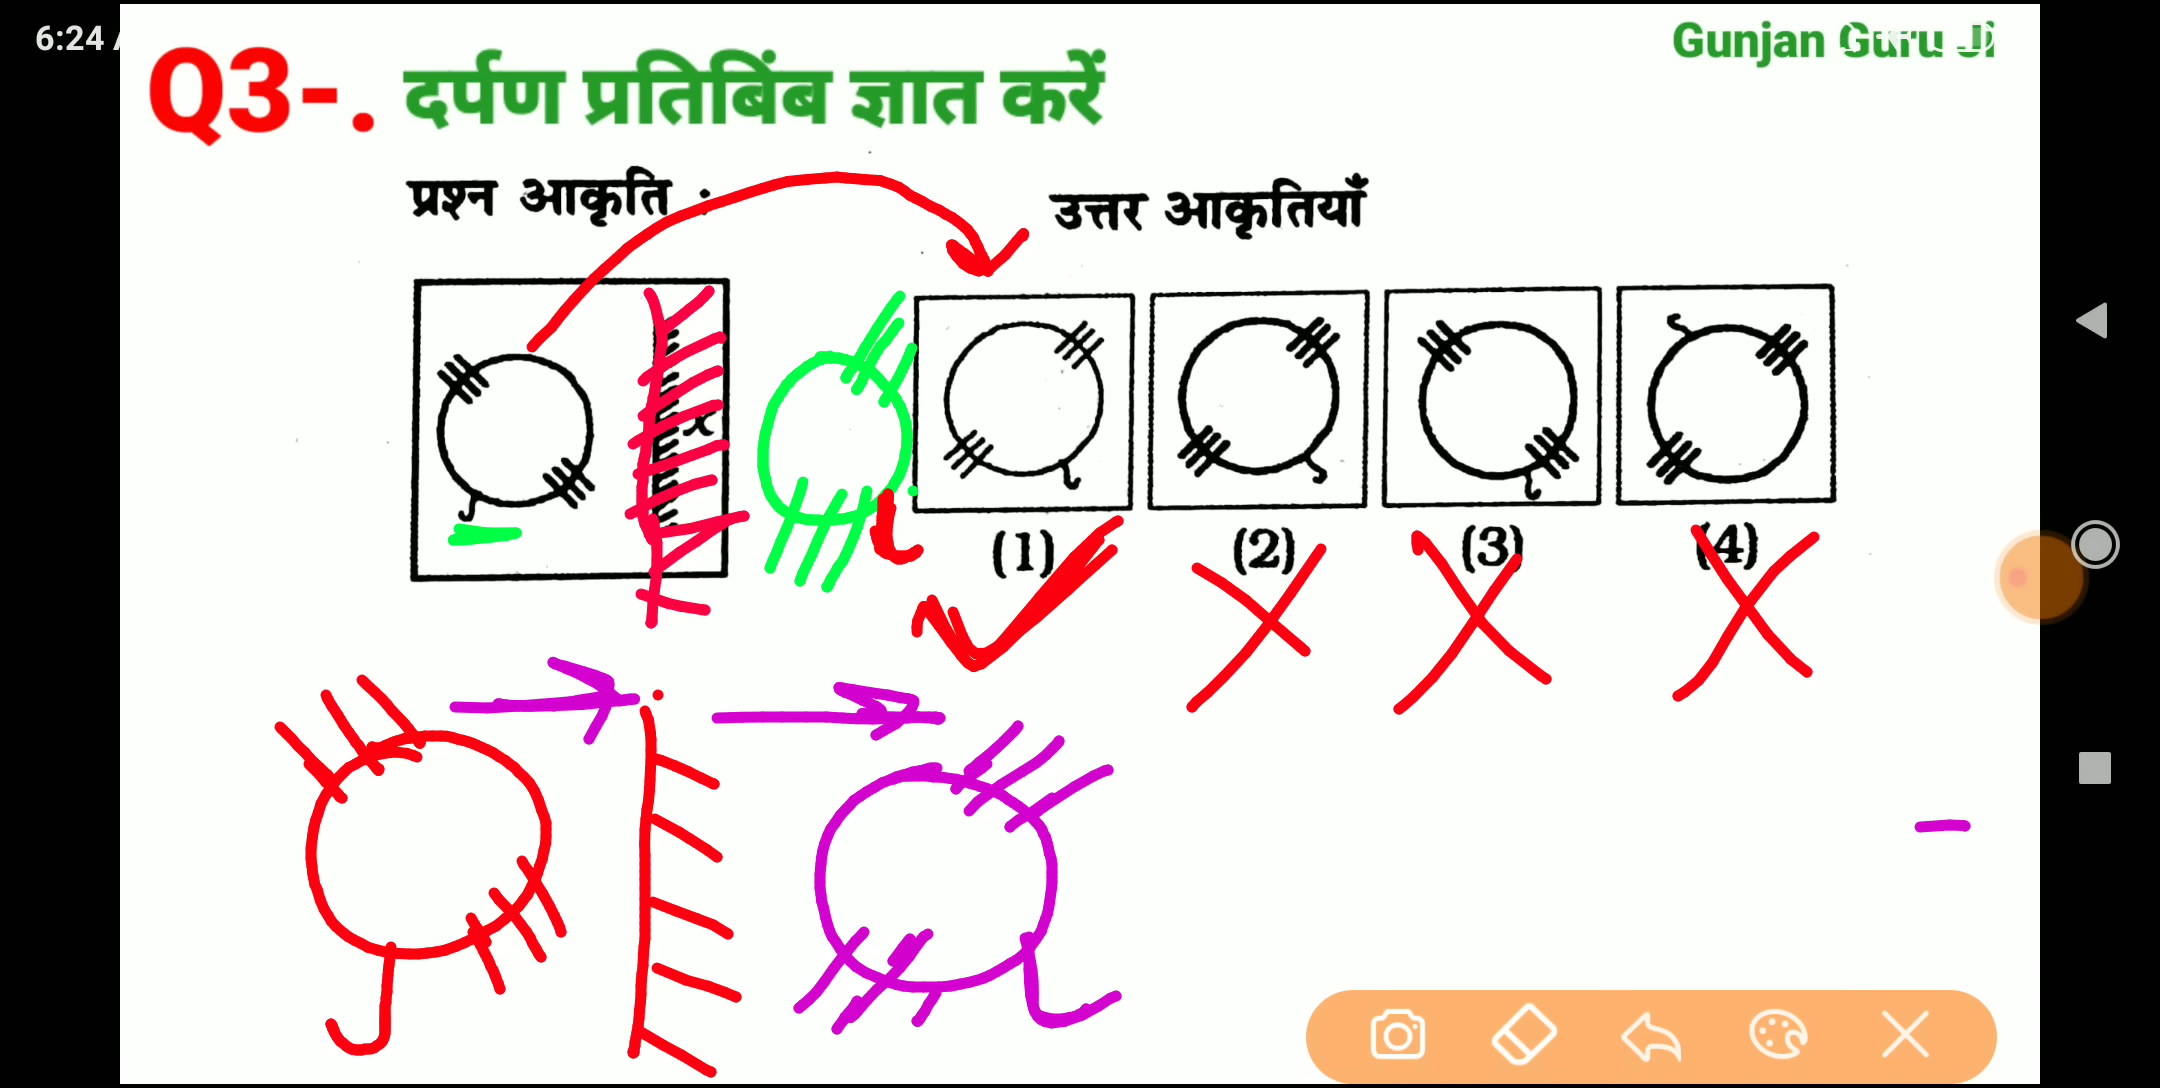 6:24
Gunjan Guru Ji
Q3-. दर्पण प्रतिबिंब ज्ञात करें
प्रश्न आकृति :
उत्तर आकृतियाँ
x
(1) (2) (3) (4)